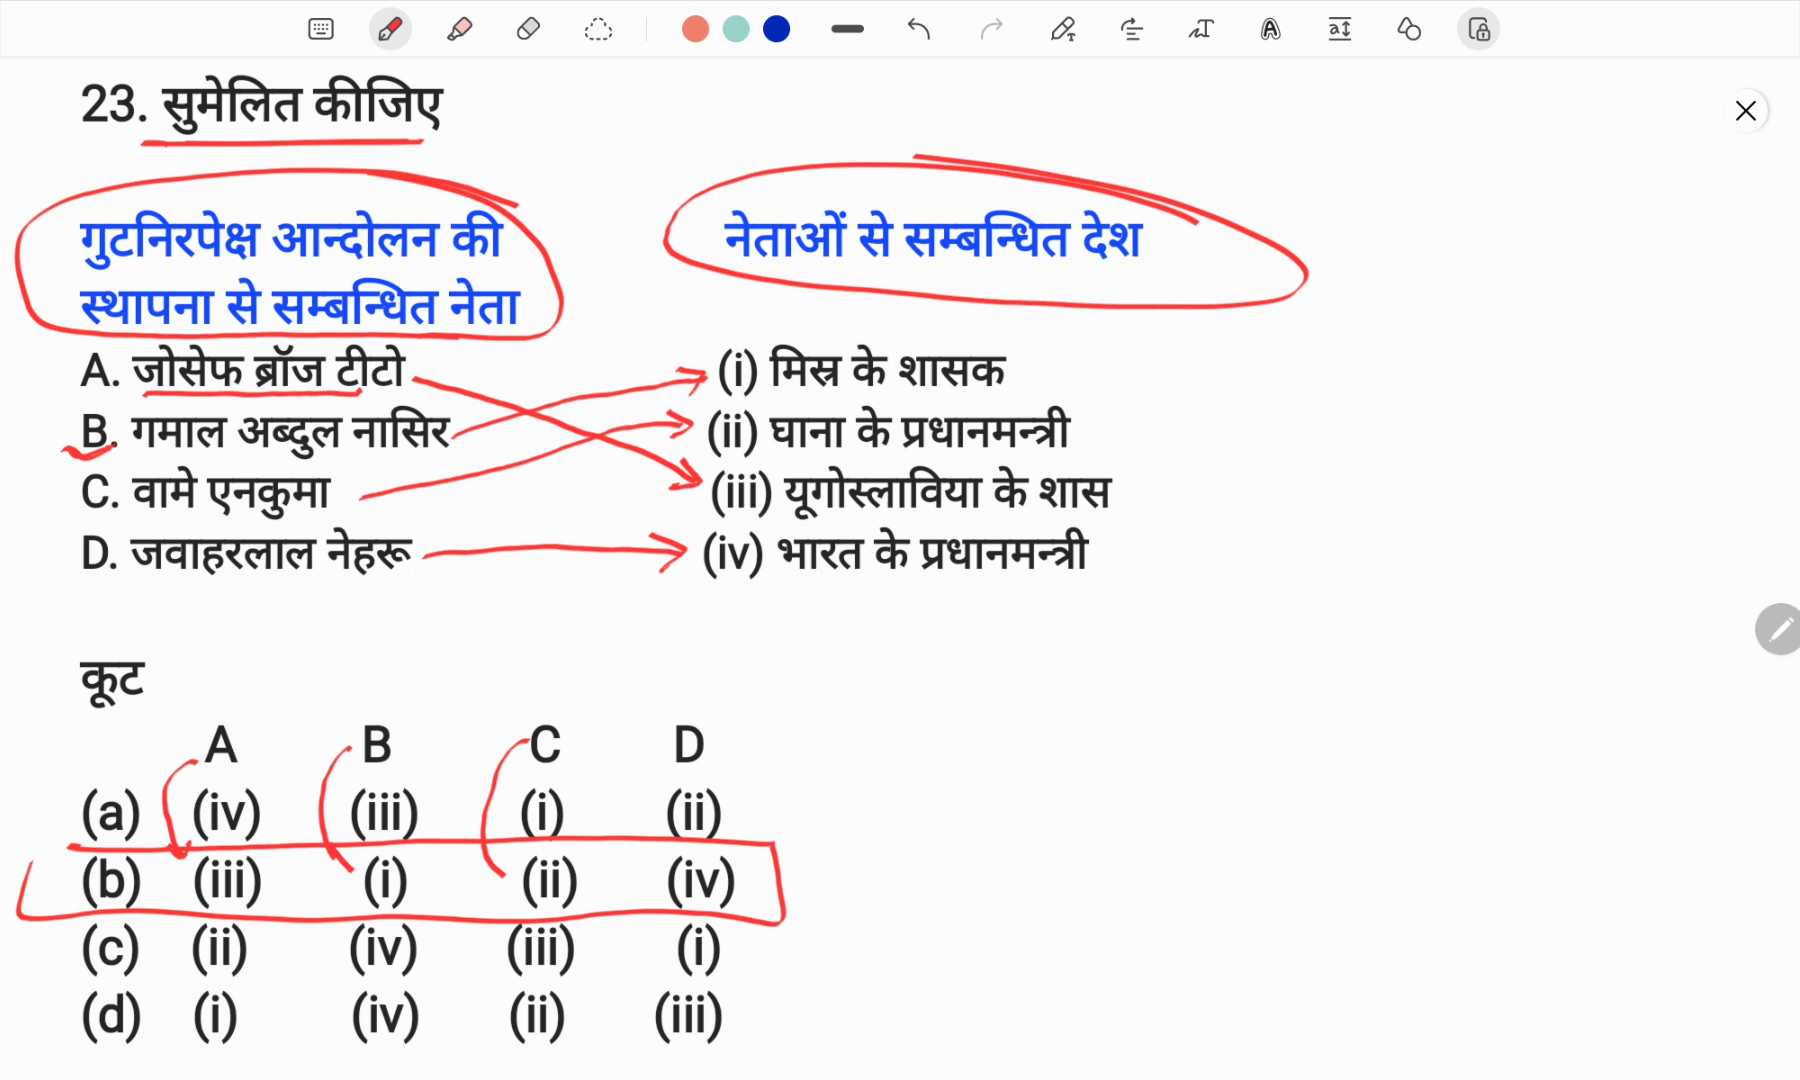 23. सुमेलित कीजिए
गुटनिरपेक्ष आन्दोलन की
स्थापना से सम्बन्धित नेता
नेताओं से सम्बन्धित देश
A. जोसेफ ब्रॉज टीटो (i) मिस्र के शासक
B. गमाल अब्दुल नासिर (ii) घाना के प्रधानमन्त्री
C. वामे एनकुमा (iii) यूगोस्लाविया के शास
D. जवाहरलाल नेहरू (iv) भारत के प्रधानमन्त्री
कूट
A B C D
(a) (iv) (iii) (i) (ii)
(b) (iii) (i) (ii) (iv)
(c) (ii) (iv) (iii) (i)
(d) (i) (iv) (ii) (iii)